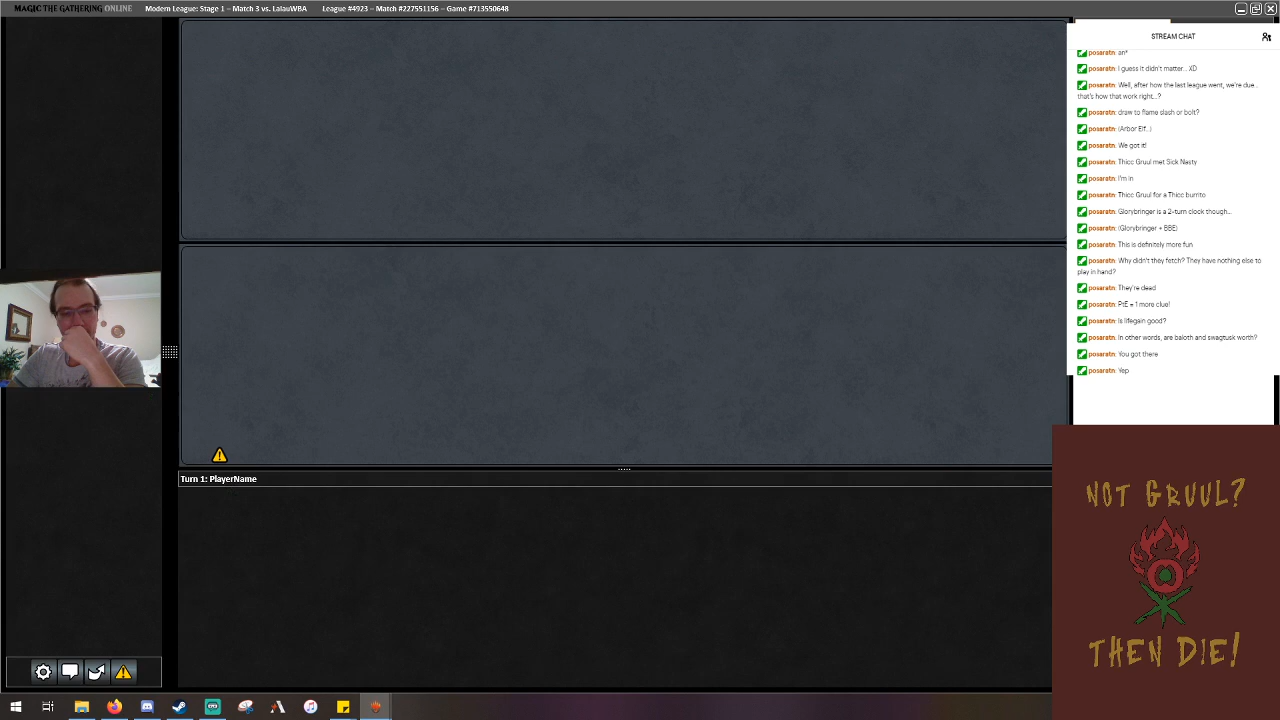 MAGIC THE GATHERING ONLINE
Modern League: Stage 1 – Match 3 vs. LalauWBA
League #4923 – Match #227551156 – Game #713550648
STREAM CHAT
posaratn: an*
posaratn: I guess it didn't matter... XD
posaratn: Well, after how the last league went, we're due...
that's how that work right...?
posaratn: draw to flame slash or bolt?
posaratn: (Arbor Elf...)
posaratn: We got it!
posaratn: Thicc Gruul met Sick Nasty
posaratn: I'm in
posaratn: Thicc Gruul for a Thicc burrito
posaratn: Glorybringer is a 2-turn clock though...
posaratn: (Glorybringer + BBE)
posaratn: This is definitely more fun
posaratn: Why didn't they fetch? They have nothing else to
play in hand?
posaratn: They're dead
posaratn: PtE = 1 more clue!
posaratn: Is lifegain good?
posaratn: In other words, are baloth and swagtusk worth?
posaratn: You got there
posaratn: Yep
Turn 1: PlayerName
NOT GRUUL?
THEN DIE!